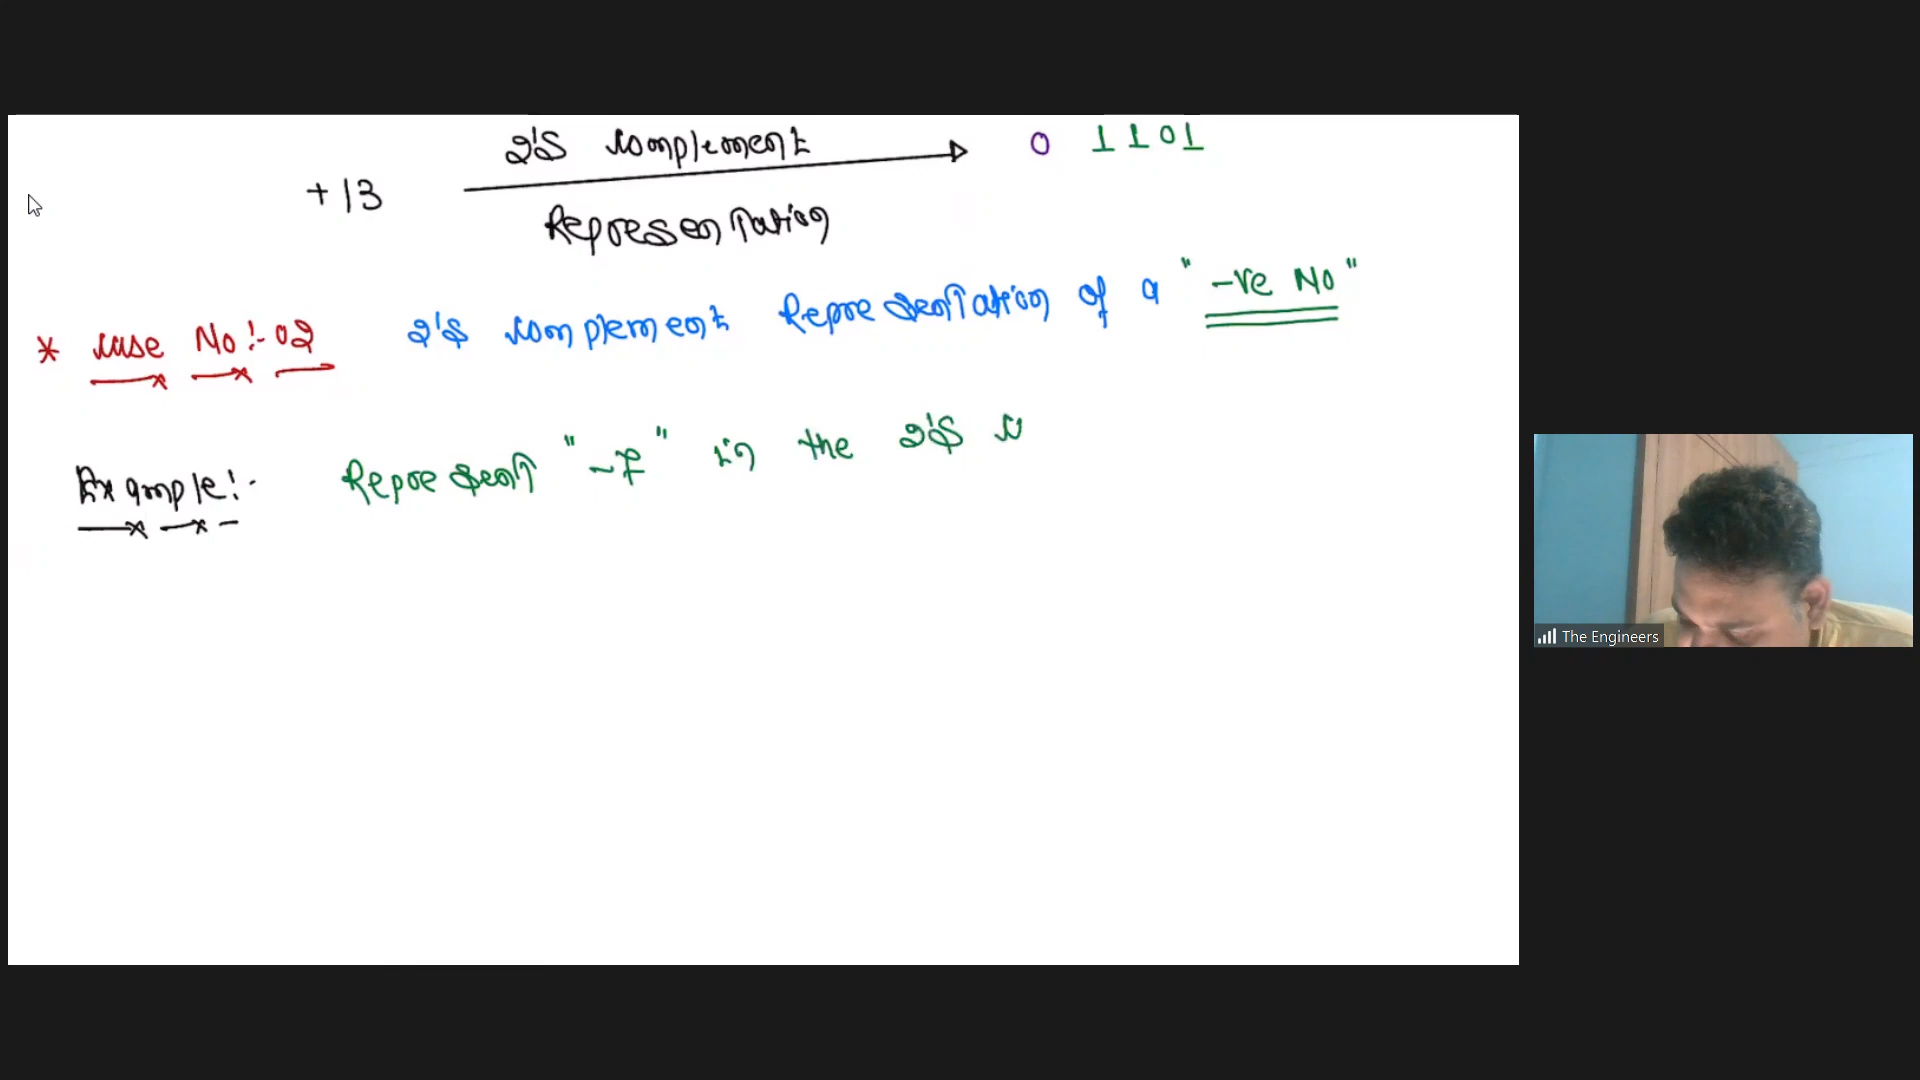 2's complement
0 1101
+13
Representation
* case No:- 02 2's complement Representation of a "-ve No"
Example:- Represent "-7" in the 2's c
The Engineers